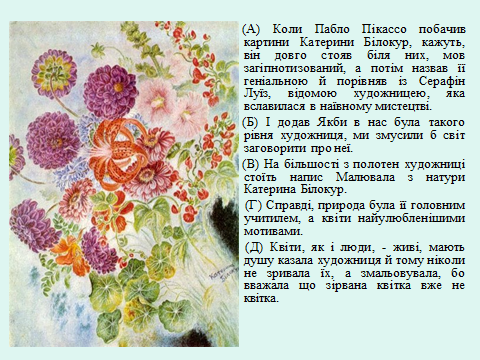 (А) Коли Пабло Пікассо побачив
картини Катерини Білокур, кажуть,
він довго стояв біля них, мов
загіпнотизований, а потім назвав її
геніальною й порівняв із Серафін
Луїз, відомою художницею, яка
вславилася в наївному мистецтві.
(Б) І додав Якби в нас була такого
рівня художниця, ми змусили б світ
заговорити про неї.
(В) На більшості з полотен художниці
стоїть напис Малювала з натури
Катерина Білокур.
(Г) Справді, природа була її головним
учитилем, а квіти найулюбленішими
мотивами.
(Д) Квіти, як і люди, - живі, мають
душу казала художниця й тому ніколи
не зривала їх, а змальовувала, бо
вважала що зірвана квітка вже не
квітка.